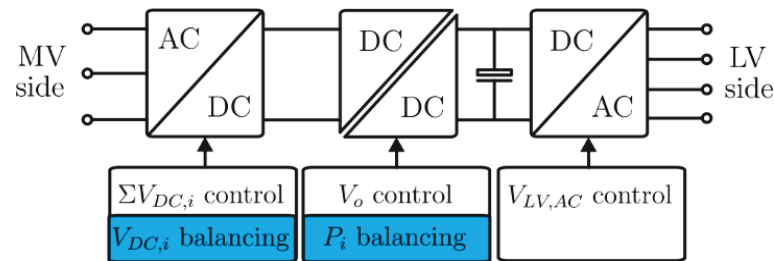 MV
side
AC
DC
DC
DC
DC
AC
LV
side
ΣV_{DC,i} control
V_{DC,i} balancing
V_o control
P_i balancing
V_{LV,AC} control